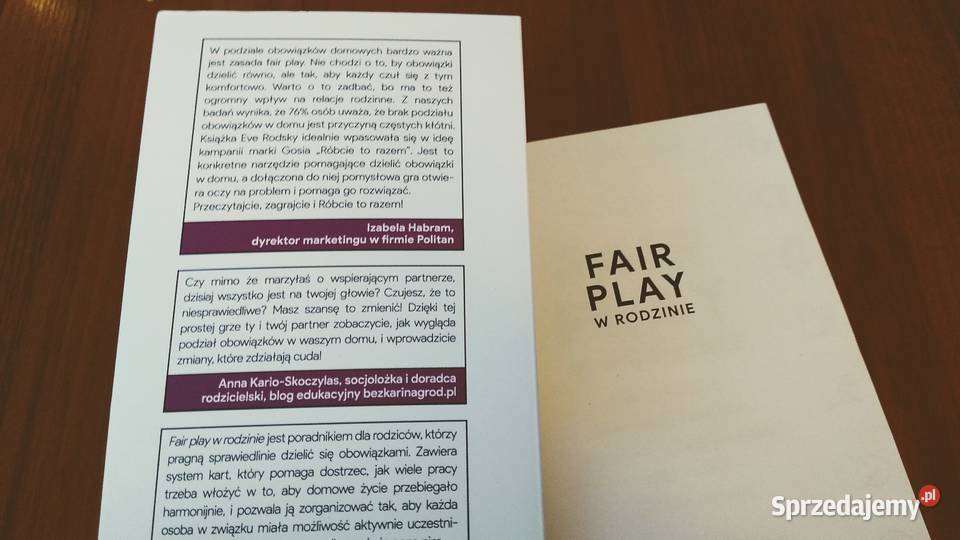 W podziale obowiązków domowych bardzo ważna
jest zasada fair play. Nie chodzi o to, by obowiązki
dzielić równo, ale tak, aby każdy czuł się z tym
komfortowo. Warto o to zadbać, bo ma to też
ogromny wpływ na relacje rodzinne. Z naszych
badań wynika, że 76% osób uważa, że brak podziału
obowiązków w domu jest przyczyną częstych kłótni.
Książka Eve Rodsky idealnie wpasowała się w ideę
kampanii marki Gosia „Róbcie to razem”. Jest to
konkretne narzędzie pomagające dzielić obowiązki
w domu, a dołączona do niej pomysłowa gra otwie-
ra oczy na problem i pomaga go rozwiązać.
Przeczytajcie, zagrajcie i Róbcie to razem!
Izabela Habram,
dyrektor marketingu w firmie Politan
Czy mimo że marzyłaś o wspierającym partnerze,
dzisiaj wszystko jest na twojej głowie? Czujesz, że to
niesprawiedliwe? Masz szansę to zmienić! Dzięki tej
prostej grze ty i twój partner zobaczycie, jak wygląda
podział obowiązków w waszym domu, i wprowadzicie
zmiany, które zdziałają cuda!
Anna Kario-Skoczylas, socjolożka i doradca
rodzicielski, blog edukacyjny bezkarinagrod.pl
Fair play w rodzinie jest poradnikiem dla rodziców, którzy
pragną sprawiedliwie dzielić się obowiązkami. Zawiera
system kart, który pomaga dostrzec, jak wiele pracy
trzeba włożyć w to, aby domowe życie przebiegało
harmonijnie, i pozwala ją zorganizować tak, aby każda
osoba w związku miała możliwość aktywnie uczestni-
FAIR
PLAY
W RODZINIE
Sprzedajemy.pl